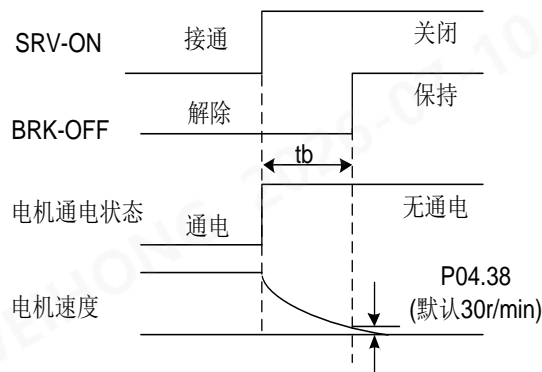 SRV-ON 接通 关闭
BRK-OFF 解除 保持
tb
电机通电状态 通电 无通电
电机速度 P04.38
(默认30r/min)